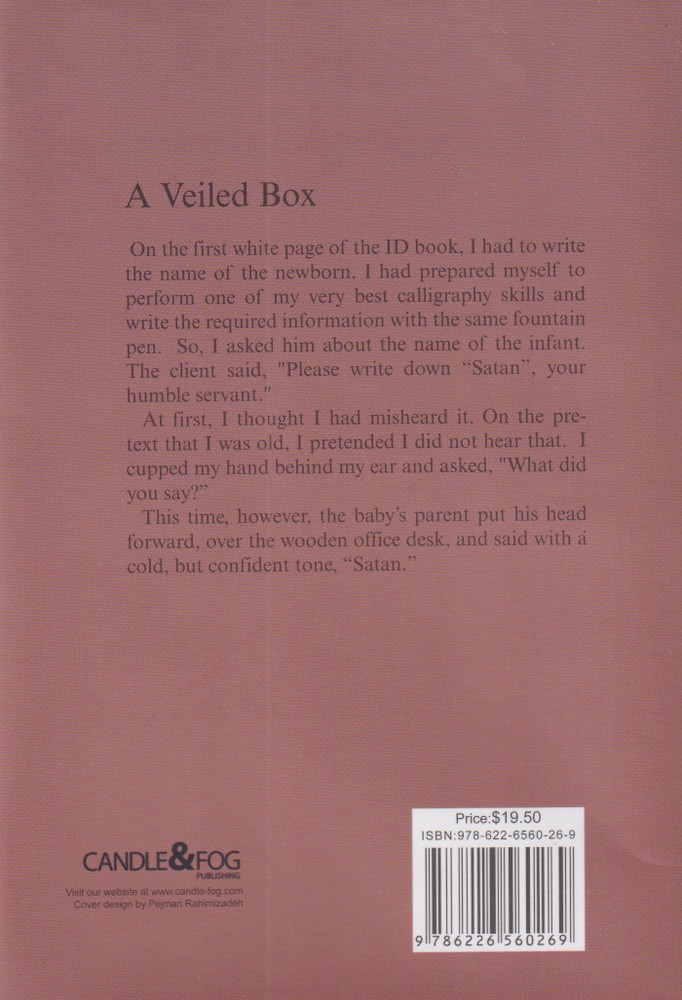 A Veiled Box
On the first white page of the ID book, I had to write
the name of the newborn. I had prepared myself to
perform one of my very best calligraphy skills and
write the required information with the same fountain
pen. So, I asked him about the name of the infant.
The client said, "Please write down “Satan”, your
humble servant."
At first, I thought I had misheard it. On the pre-
text that I was old, I pretended I did not hear that. I
cupped my hand behind my ear and asked, "What did
you say?”
This time, however, the baby’s parent put his head
forward, over the wooden office desk, and said with a
cold, but confident tone, “Satan.”
Price:$19.50
ISBN:978-622-6560-26-9
9 786226 560269
CANDLE&FOG
PUBLISHING
Visit our website at www.candle-fog.com
Cover design by Pejman Rahimizadeh